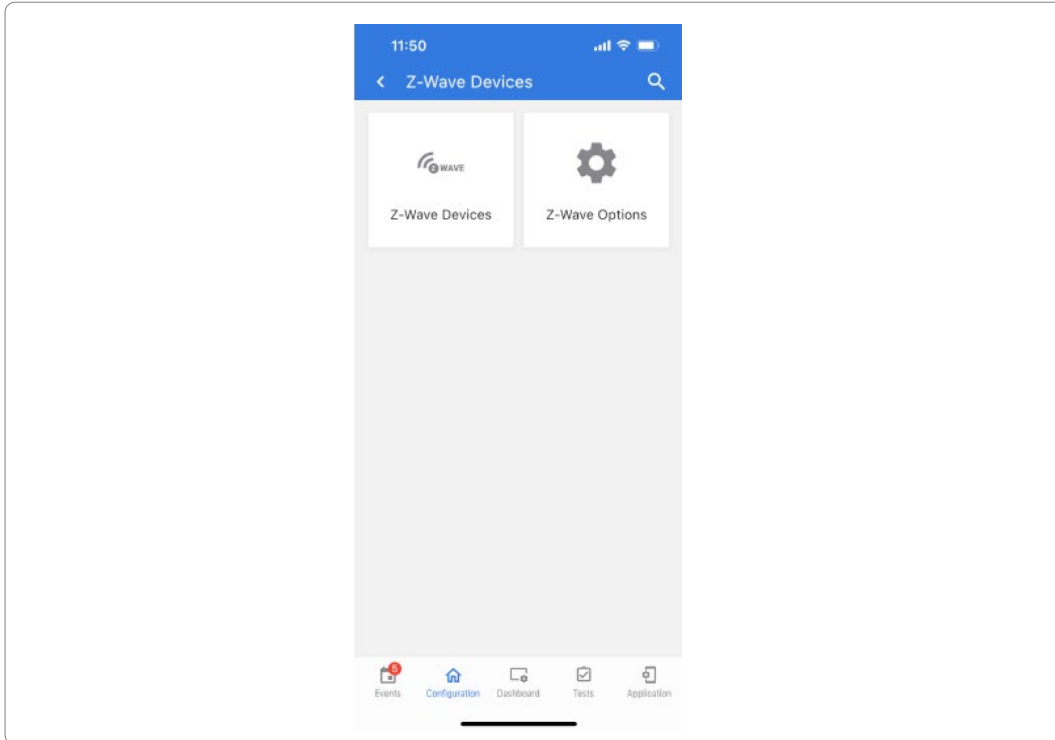 11:50
Z-Wave Devices
Z WAVE
Z-Wave Devices
Z-Wave Options
5
Events
Configuration
Dashboard
Tests
Application